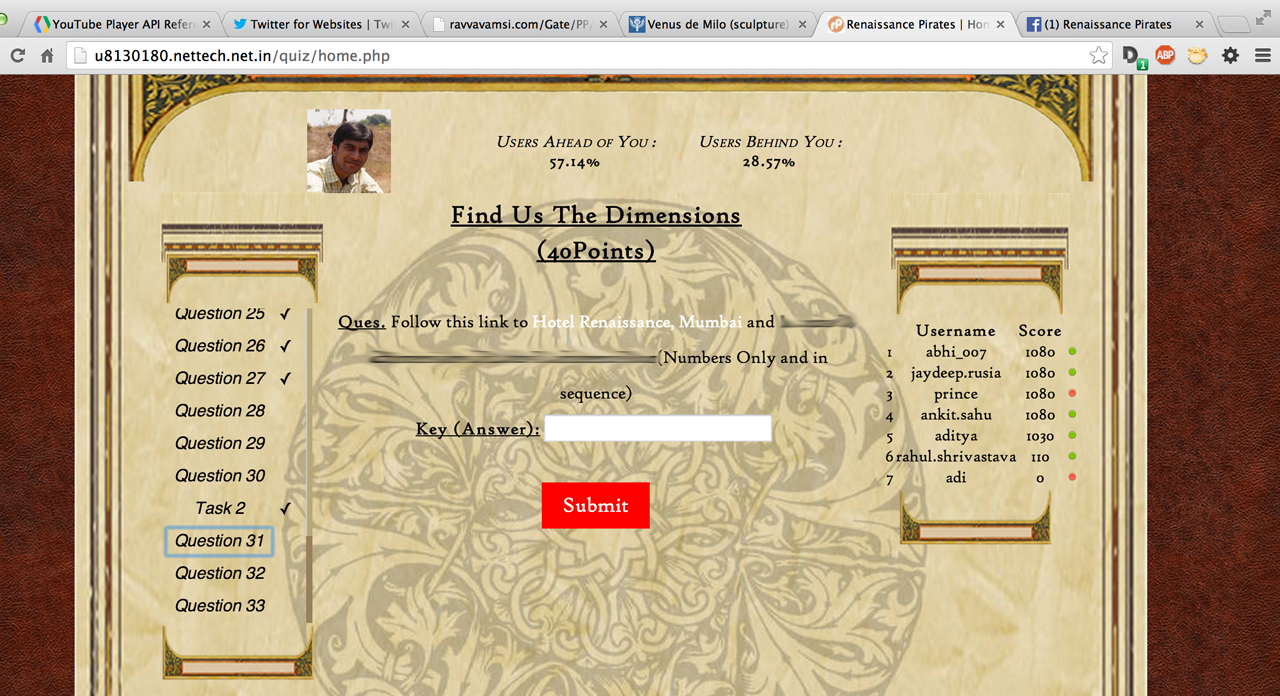 YouTube Player API Refer
Twitter for Websites | Twi
ravvavamsi.com/Gate/PP
Venus de Milo (sculpture)
Renaissance Pirates | Hom
(1) Renaissance Pirates
u8130180.nettech.net.in/quiz/home.php
D 1
ABP
Users Ahead of You :
57.14%
Users Behind You :
28.57%
Find Us The Dimensions
(40Points)
Ques. Follow this link to Hotel Renaissance, Mumbai and
(Numbers Only and in
sequence)
Key (Answer):
Submit
Question 25 ✓
Question 26 ✓
Question 27 ✓
Question 28
Question 29
Question 30
Task 2 ✓
Question 31
Question 32
Question 33
Username Score
1 abhi_007 1080
2 jaydeep.rusia 1080
3 prince 1080
4 ankit.sahu 1080
5 aditya 1030
6 rahul.shrivastava 110
7 adi 0